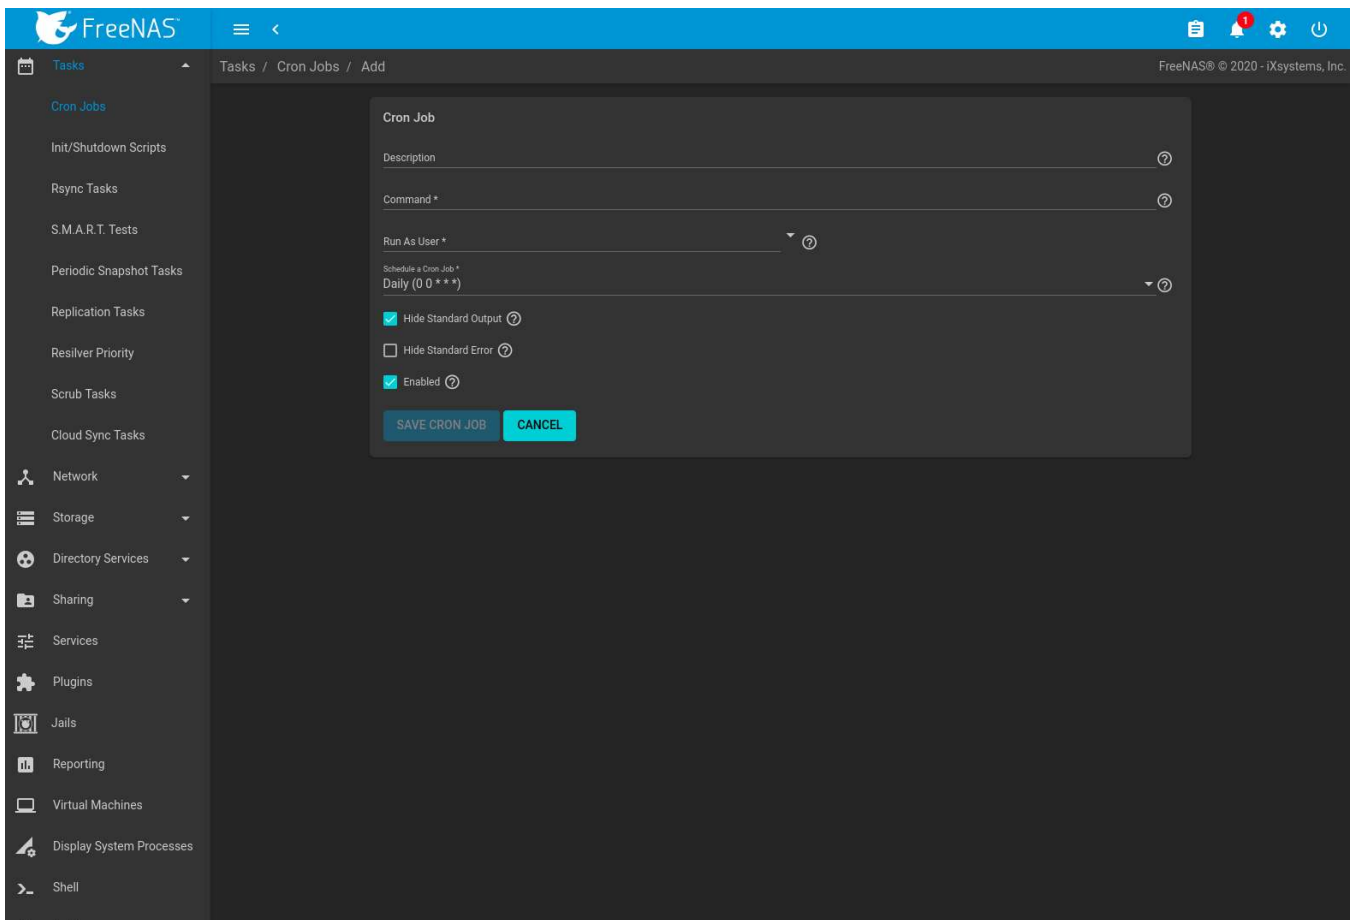 FreeNAS™
1
Tasks
Tasks / Cron Jobs / Add
FreeNAS® © 2020 - iXsystems, Inc.
Cron Jobs
Init/Shutdown Scripts
Rsync Tasks
S.M.A.R.T. Tests
Periodic Snapshot Tasks
Replication Tasks
Resilver Priority
Scrub Tasks
Cloud Sync Tasks
Network
Storage
Directory Services
Sharing
Services
Plugins
Jails
Reporting
Virtual Machines
Display System Processes
Shell
Cron Job
Description
Command *
Run As User *
Schedule a Cron Job *
Daily (0 0 * * *)
Hide Standard Output
Hide Standard Error
Enabled
SAVE CRON JOB
CANCEL